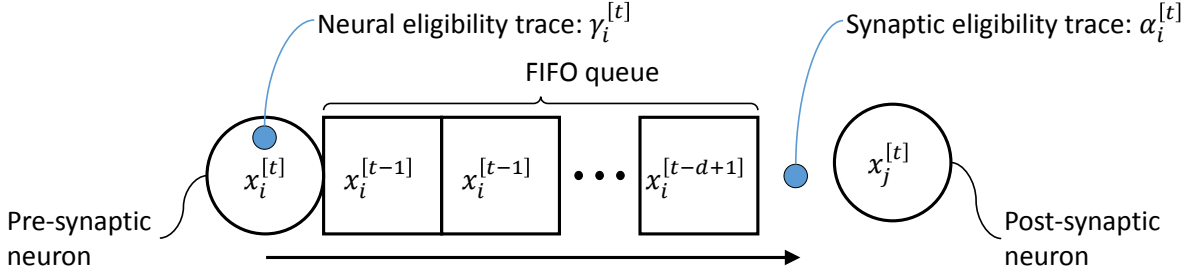 Neural eligibility trace: γ_i^{[t]}
Synaptic eligibility trace: α_i^{[t]}
FIFO queue
x_i^{[t]} x_i^{[t−1]} x_i^{[t−1]} ••• x_i^{[t−d+1]} x_j^{[t]}
Pre-synaptic
neuron
Post-synaptic
neuron